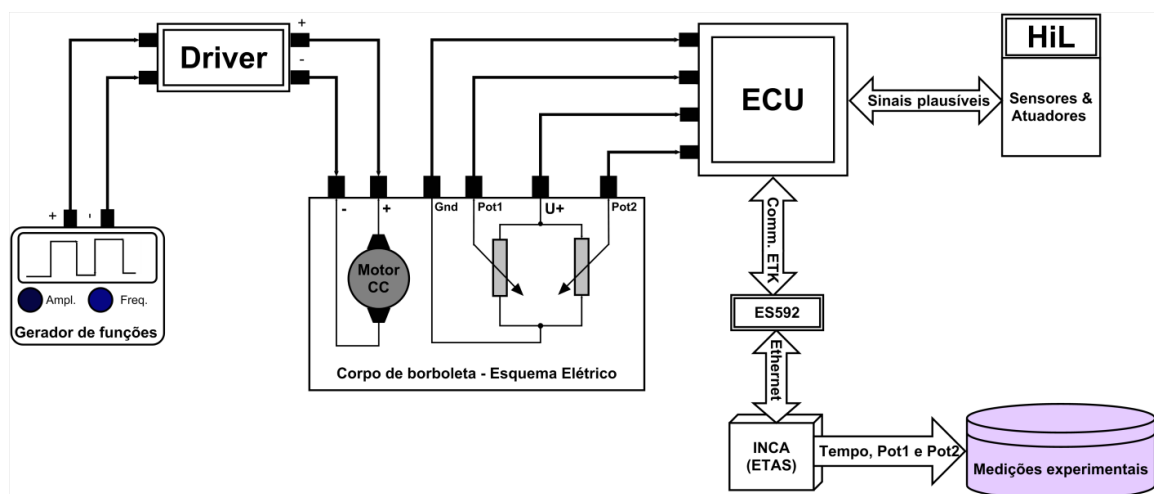 Driver
+
-
+
-
Ampl.
Freq.
Gerador de funções
-
+
Gnd
Pot1
U+
Pot2
Motor
CC
Corpo de borboleta - Esquema Elétrico
ECU
Sinais plausíveis
HiL
Sensores &
Atuadores
Comm. ETK
ES592
Ethernet
INCA
(ETAS)
Tempo, Pot1 e Pot2
Medições experimentais